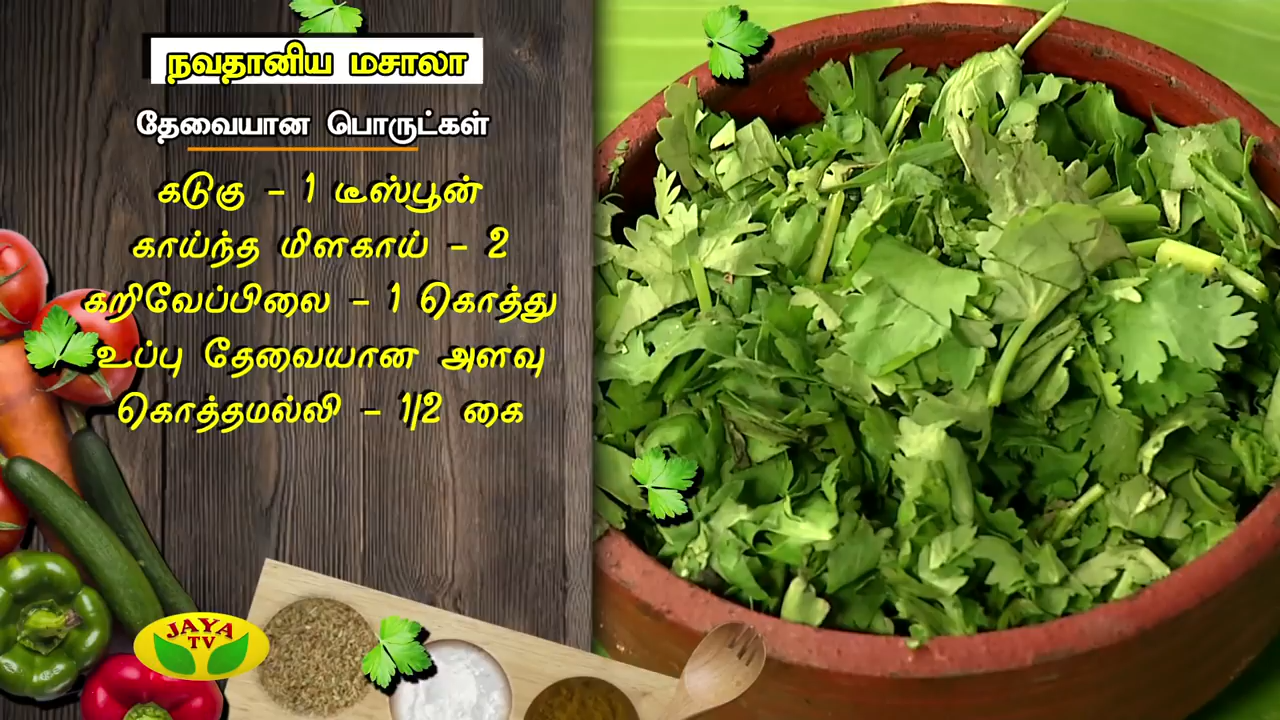 நவதானிய மசாலா
தேவையான பொருட்கள்
கடுகு - 1 டீஸ்பூன்
காய்ந்த மிளகாய் - 2
கறிவேப்பிலை - 1 கொத்து
உப்பு தேவையான அளவு
கொத்தமல்லி - 1/2 கை
JAYA
TV